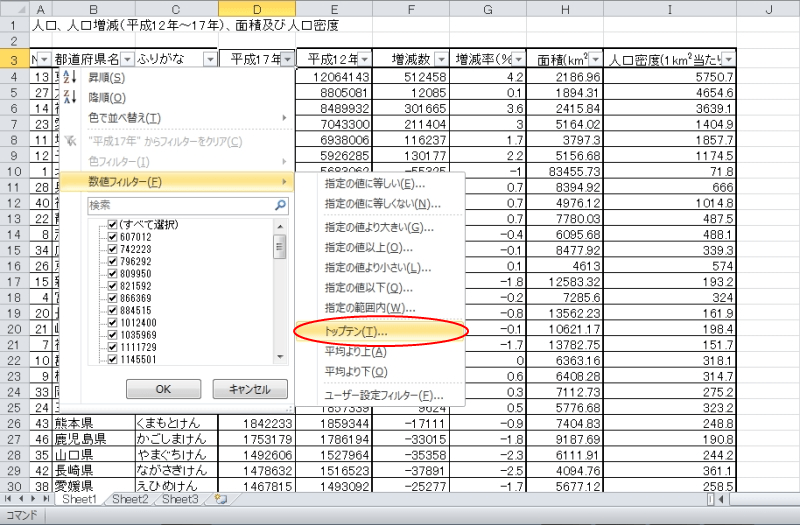 A B C D E F G H I J
1 人口、人口増減(平成12年～17年)、面積及び人口密度
2
3 N 都道府県名 ふりがな 平成17年 平成12年 増減数 増減率(% 面積(km² 人口密度(1km²当たり
4 13 12064143 512458 4.2 2186.96 5750.7
5 27 8805081 12085 0.1 1894.31 4654.6
6 14 8489932 301665 3.6 2415.84 3639.1
7 23 7043300 211404 3 5164.02 1404.9
8 11 6938006 116237 1.7 3797.3 1857.7
9 12 5926285 130177 2.2 5156.68 1174.5
10 1 -1 83455.73 71.8
11 28 0.7 8394.92 666
12 40 0.7 4976.12 1014.8
13 22 0.7 7780.03 487.5
14 8 -0.4 6095.68 488.1
15 34 -0.1 8477.92 339.3
16 26 0.1 4613 574
17 15 -1.8 12583.32 193.2
18 4 -0.2 7285.6 324
19 20 -0.8 13562.23 161.9
20 21 -0.1 10621.17 198.4
21 7 -1.7 13782.75 151.7
22 10 0 6363.16 318.1
23 9 0.6 6408.28 314.7
24 33 0.3 7112.73 275.2
25 24 1857339 9624 0.5 5776.68 323.2
26 43 熊本県 くまもとけん 1842233 1859344 -17111 -0.9 7404.83 248.8
27 46 鹿児島県 かごしまけん 1753179 1786194 -33015 -1.8 9187.69 190.8
28 35 山口県 やまぐちけん 1492606 1527964 -35358 -2.3 6111.91 244.2
29 42 長崎県 ながさきけん 1478632 1516523 -37891 -2.5 4094.76 361.1
30 38 愛媛県 えひめけん 1467815 1493092 -25277 -1.7 5677.12 258.5
昇順(S)
降順(O)
色で並べ替え(T)
"平成17年" からフィルターをクリア(C)
色フィルター(I)
数値フィルター(F)
検索
(すべて選択)
607012
742223
796292
809950
821592
866369
884515
1012400
1035969
1111729
1145501
OK キャンセル
指定の値に等しい(E)...
指定の値に等しくない(N)...
指定の値より大きい(G)...
指定の値以上(O)...
指定の値より小さい(L)...
指定の値以下(Q)...
指定の範囲内(W)...
トップテン(T)...
平均より上(A)
平均より下(O)
ユーザー設定フィルター(F)...
Sheet1 Sheet2 Sheet3
コマンド